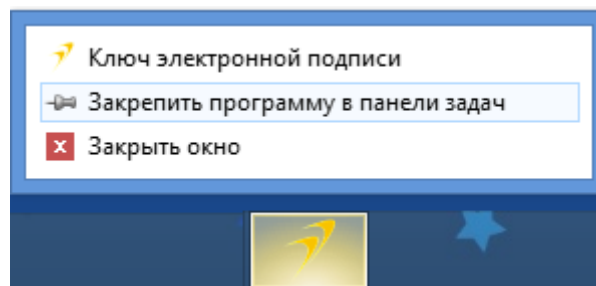 Ключ электронной подписи
Закрепить программу в панели задач
Закрыть окно